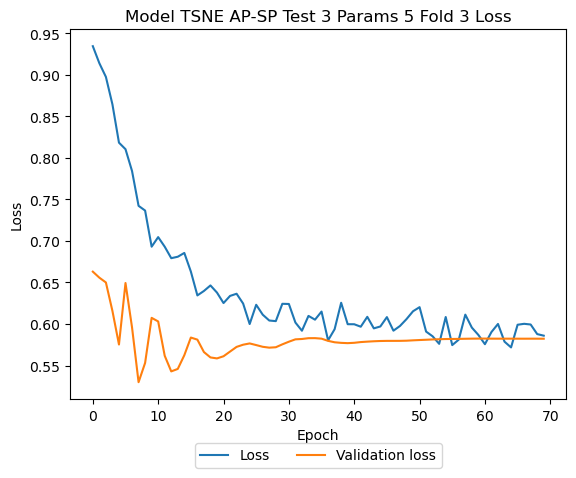 Model TSNE AP-SP Test 3 Params 5 Fold 3 Loss
0.95
0.90
0.85
0.80
0.75
0.70
0.65
0.60
0.55
Loss
0 10 20 30 40 50 60 70
Epoch
Loss Validation loss